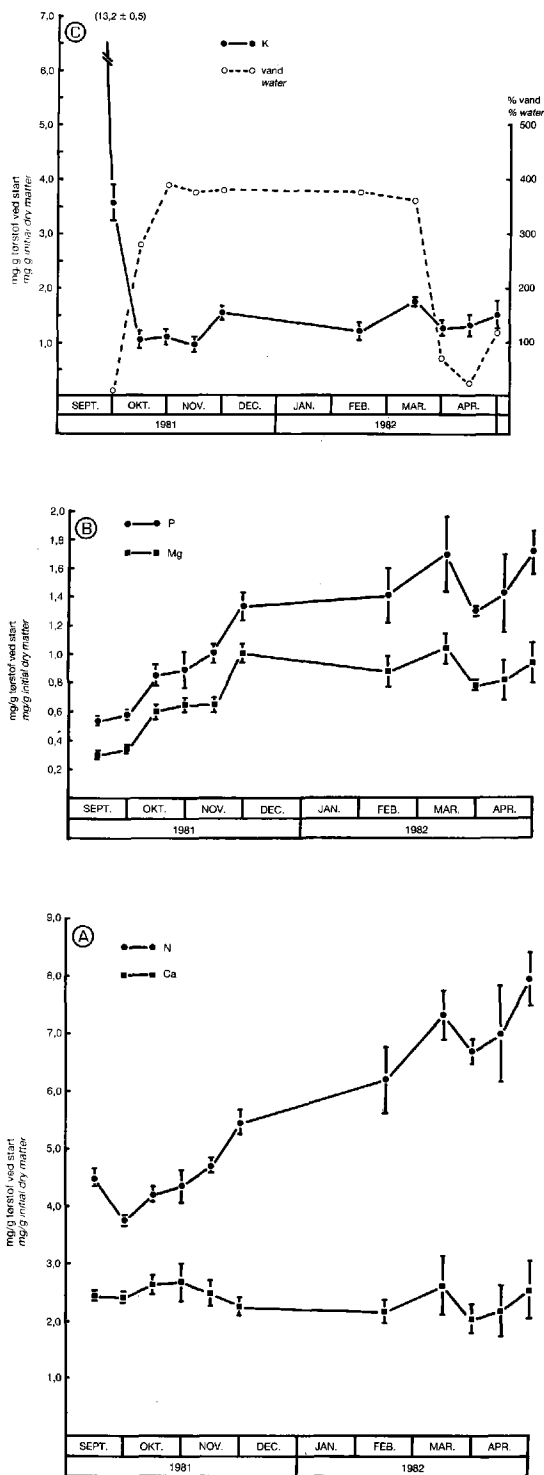 C
(13,2 ± 0,5)
K
vand
water
7,0
6,0
5,0
4,0
3,0
2,0
1,0
mg. g tørstof ved start
mg g initial dry matter
% vand
% water
500
400
300
200
100
SEPT. OKT. NOV. DEC. JAN. FEB. MAR. APR.
1981 1982
B
P
Mg
2,0
1,8
1,6
1,4
1,2
1,0
0,8
0,6
0,4
0,2
mg/g tørstof ved start
mg/g initial dry matter
SEPT. OKT. NOV. DEC. JAN. FEB. MAR. APR.
1981 1982
A
N
Ca
9,0
8,0
7,0
6,0
5,0
4,0
3,0
2,0
1,0
mg/g tørstof ved start
mg/g initial dry matter
SEPT. OKT. NOV. DEC. JAN. FEB. MAR. APR.
1981 1982